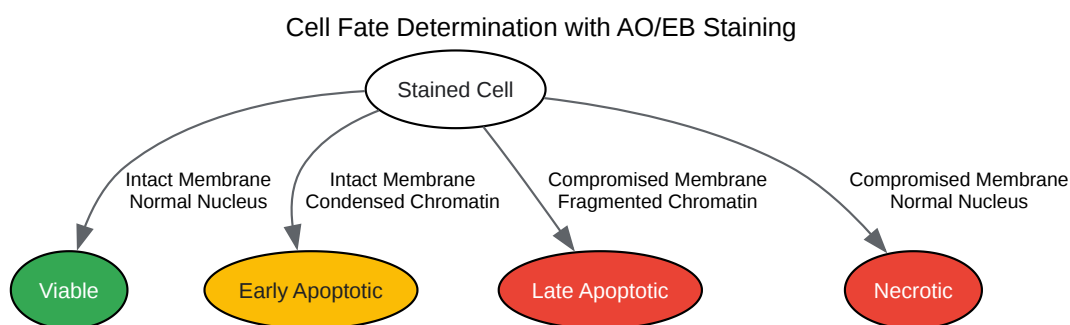 Cell Fate Determination with AO/EB Staining
Stained Cell
Intact Membrane
Normal Nucleus
Intact Membrane
Condensed Chromatin
Compromised Membrane
Fragmented Chromatin
Compromised Membrane
Normal Nucleus
Viable
Early Apoptotic
Late Apoptotic
Necrotic